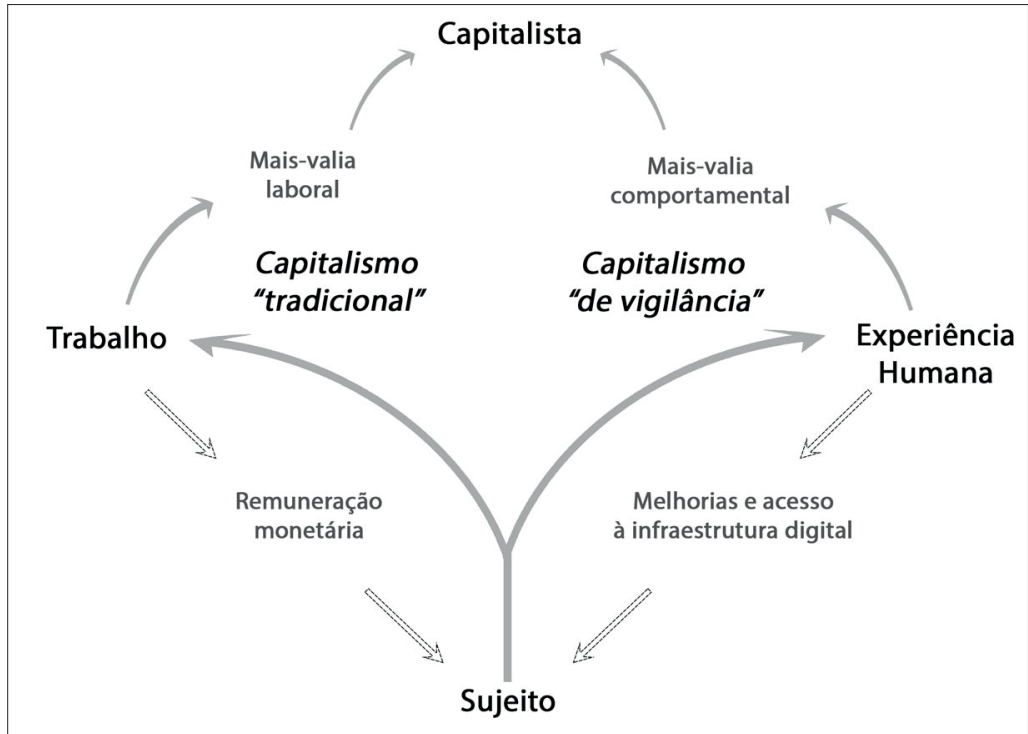 Capitalista
Mais-valia
laboral
Mais-valia
comportamental
Capitalismo
“tradicional”
Capitalismo
“de vigilância”
Trabalho
Experiência
Humana
Remuneração
monetária
Melhorias e acesso
à infraestrutura digital
Sujeito